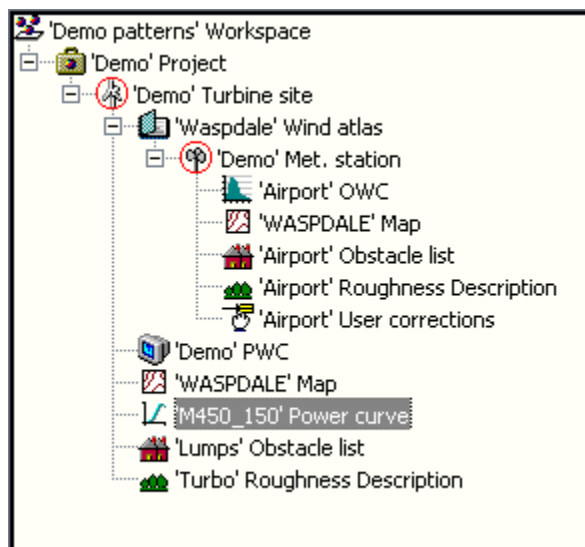 'Demo patterns' Workspace
'Demo' Project
'Demo' Turbine site
'Waspdale' Wind atlas
'Demo' Met. station
'Airport' OWC
'WASPDALE' Map
'Airport' Obstacle list
'Airport' Roughness Description
'Airport' User corrections
'Demo' PWC
'WASPDALE' Map
'M450_150' Power curve
'Lumps' Obstacle list
'Turbo' Roughness Description